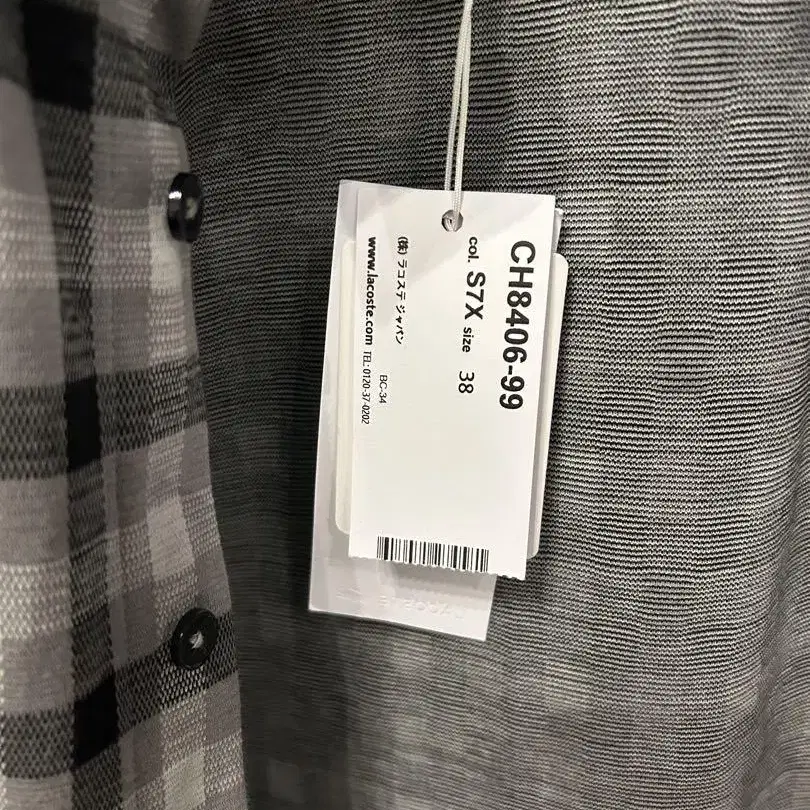 CH8406-99
col. S7X size 38
(株) ラコステ ジャパン
BC-34
www.lacoste.com TEL: 0120-37-0202